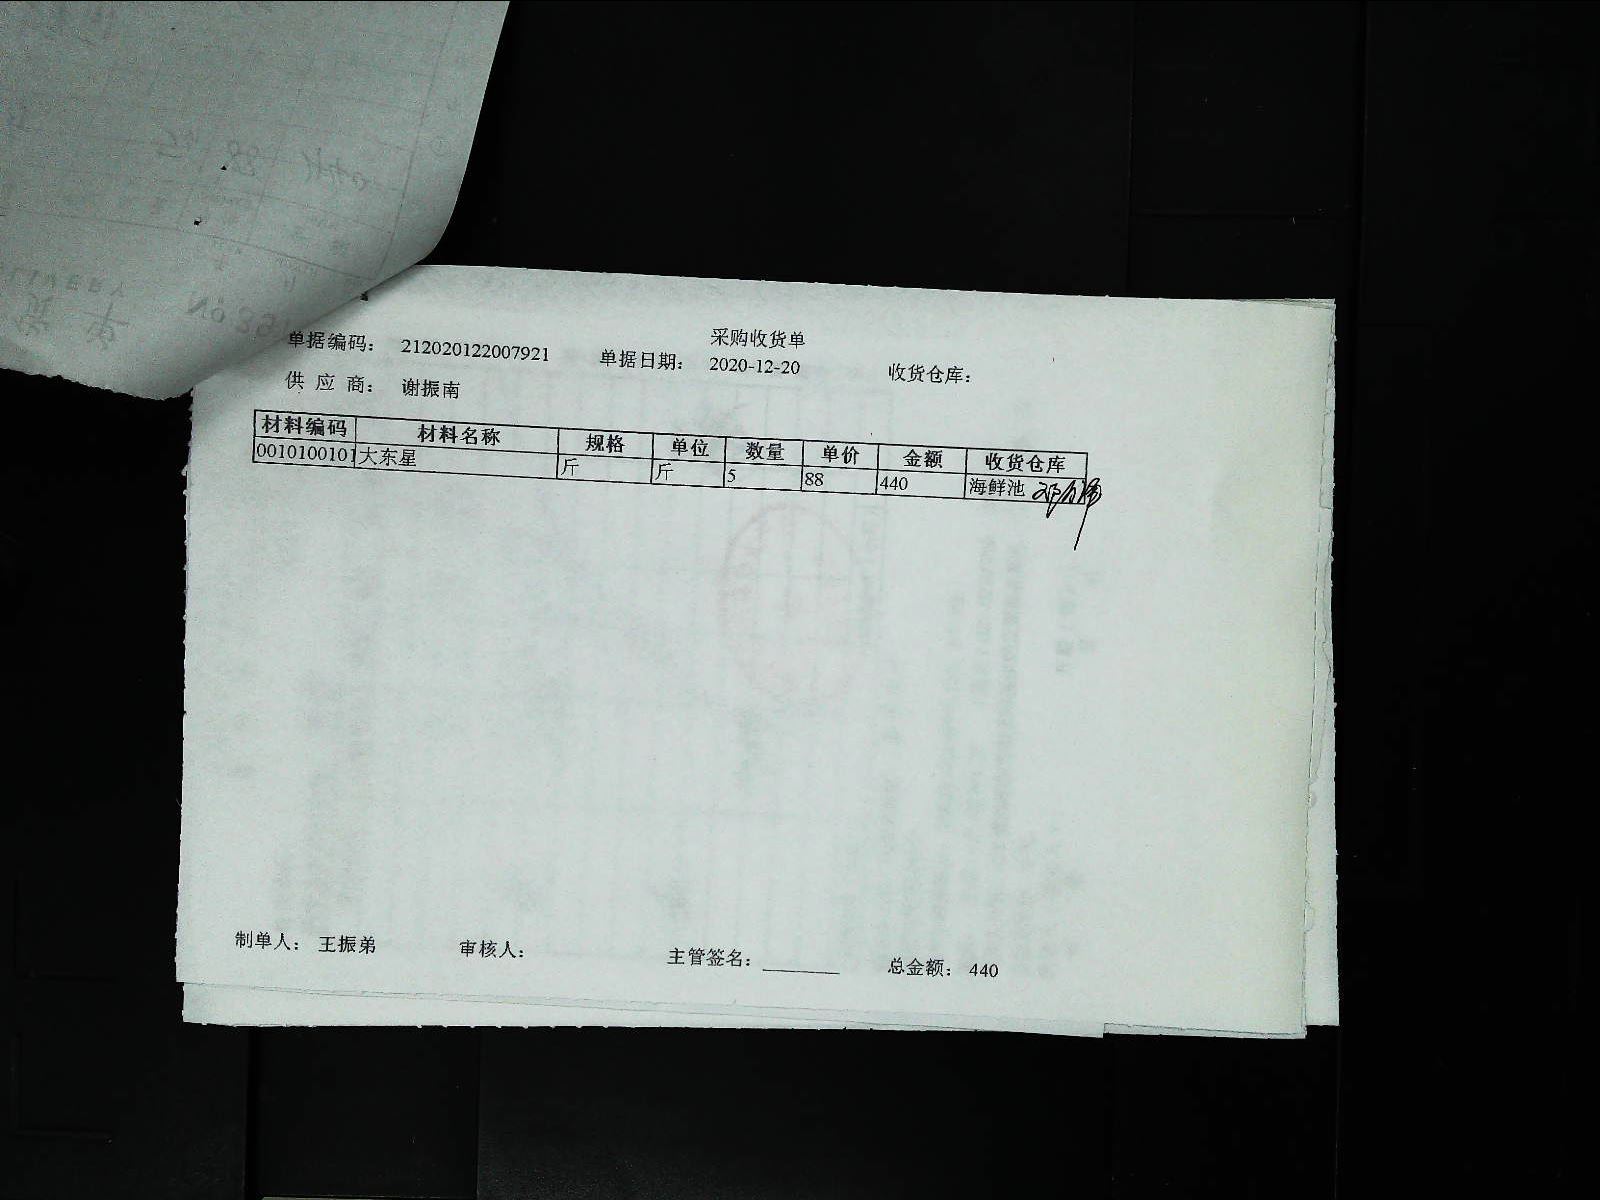 采购收货单
单据编码： 212020122007921 单据日期： 2020-12-20 收货仓库：
供 应 商： 谢振南
材料编码 材料名称 规格 单位 数量 单价 金额 收货仓库
0010100101 大东星 斤 斤 5 88 440 海鲜池
制单人： 王振弟 审核人： 主管签名： 总金额： 440